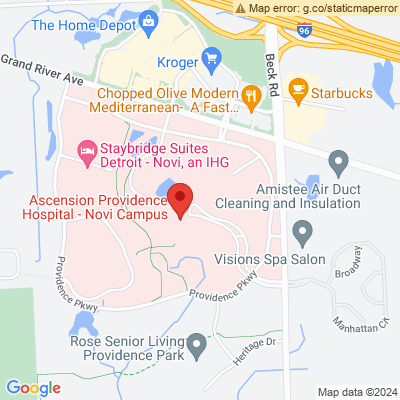 Map error: g.co/staticmaperror
The Home Depot
96
Kroger
Grand River Ave
Beck Rd
Chopped Olive Modern
Mediterranean- A Fast...
Starbucks
Staybridge Suites
Detroit - Novi, an IHG
Amistee Air Duct
Cleaning and Insulation
Ascension Providence
Hospital - Novi Campus
Visions Spa Salon
Broadway
Providence Pkwy
Providence Pkwy
Manhattan Ck
Rose Senior Living
Providence Park
Heritage Dr
Google
Map data ©2024